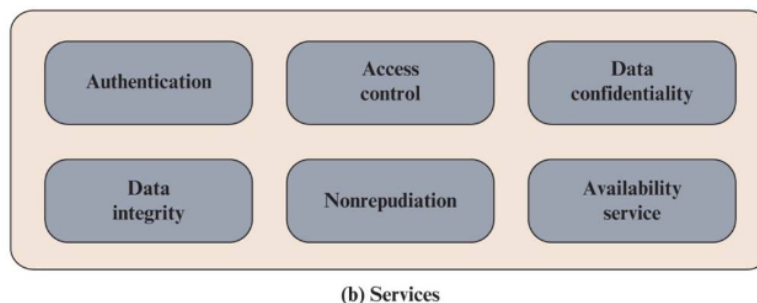 Authentication
Access
control
Data
confidentiality
Data
integrity
Nonrepudiation
Availability
service
(b) Services